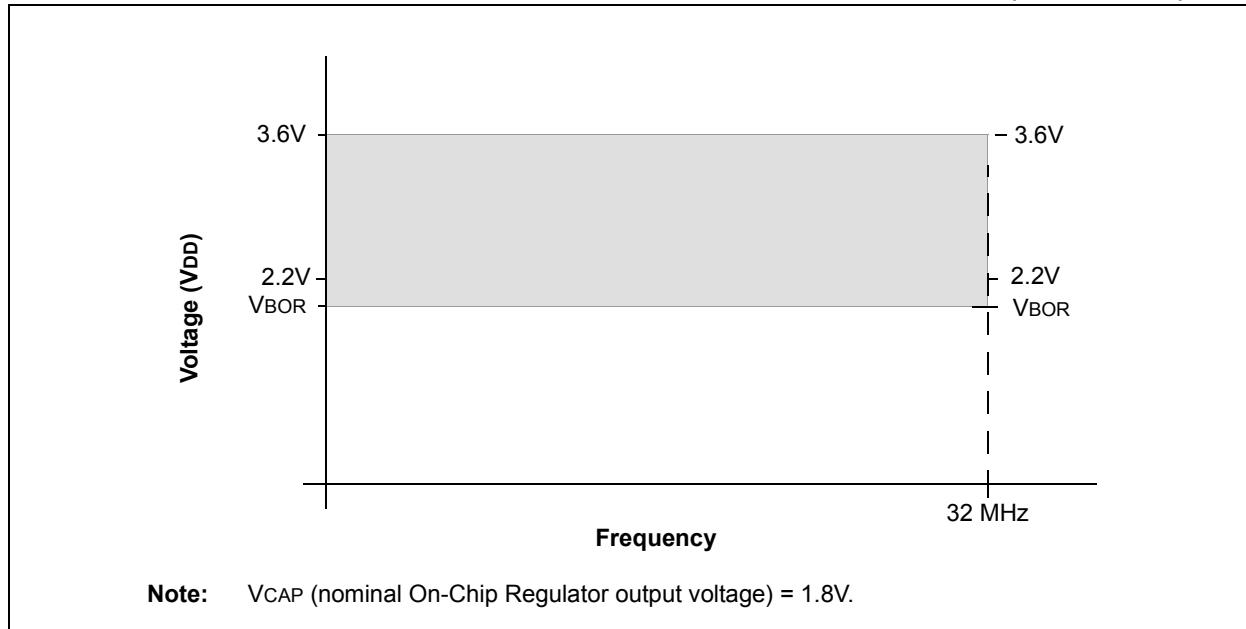 3.6V
3.6V
Voltage (VDD)
2.2V
2.2V
VBOR
VBOR
32 MHz
Frequency
Note: VCAP (nominal On-Chip Regulator output voltage) = 1.8V.